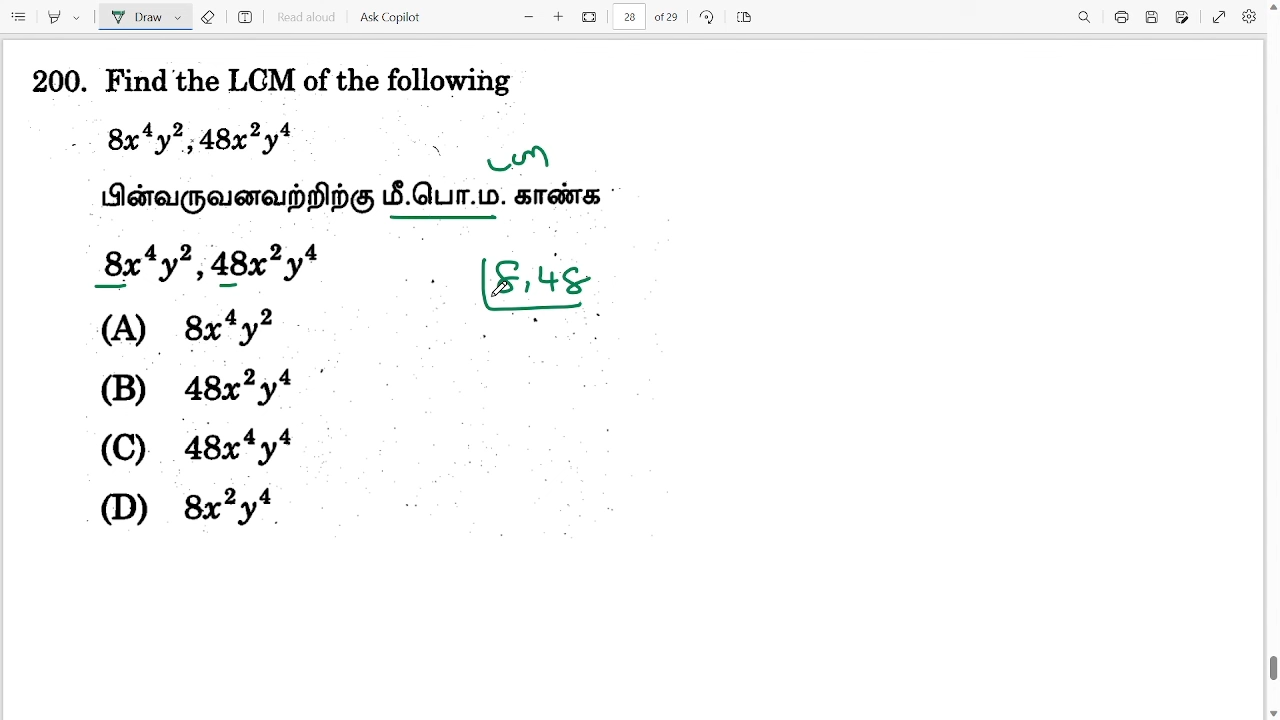 Draw
Read aloud
Ask Copilot
28
of 29
200. Find the LCM of the following
8x⁴y², 48x²y⁴
பின்வருவனவற்றிற்கு மீ.பொ.ம. காண்க
8x⁴y², 48x²y⁴
8, 48
(A) 8x⁴y²
(B) 48x²y⁴
(C) 48x⁴y⁴
(D) 8x²y⁴